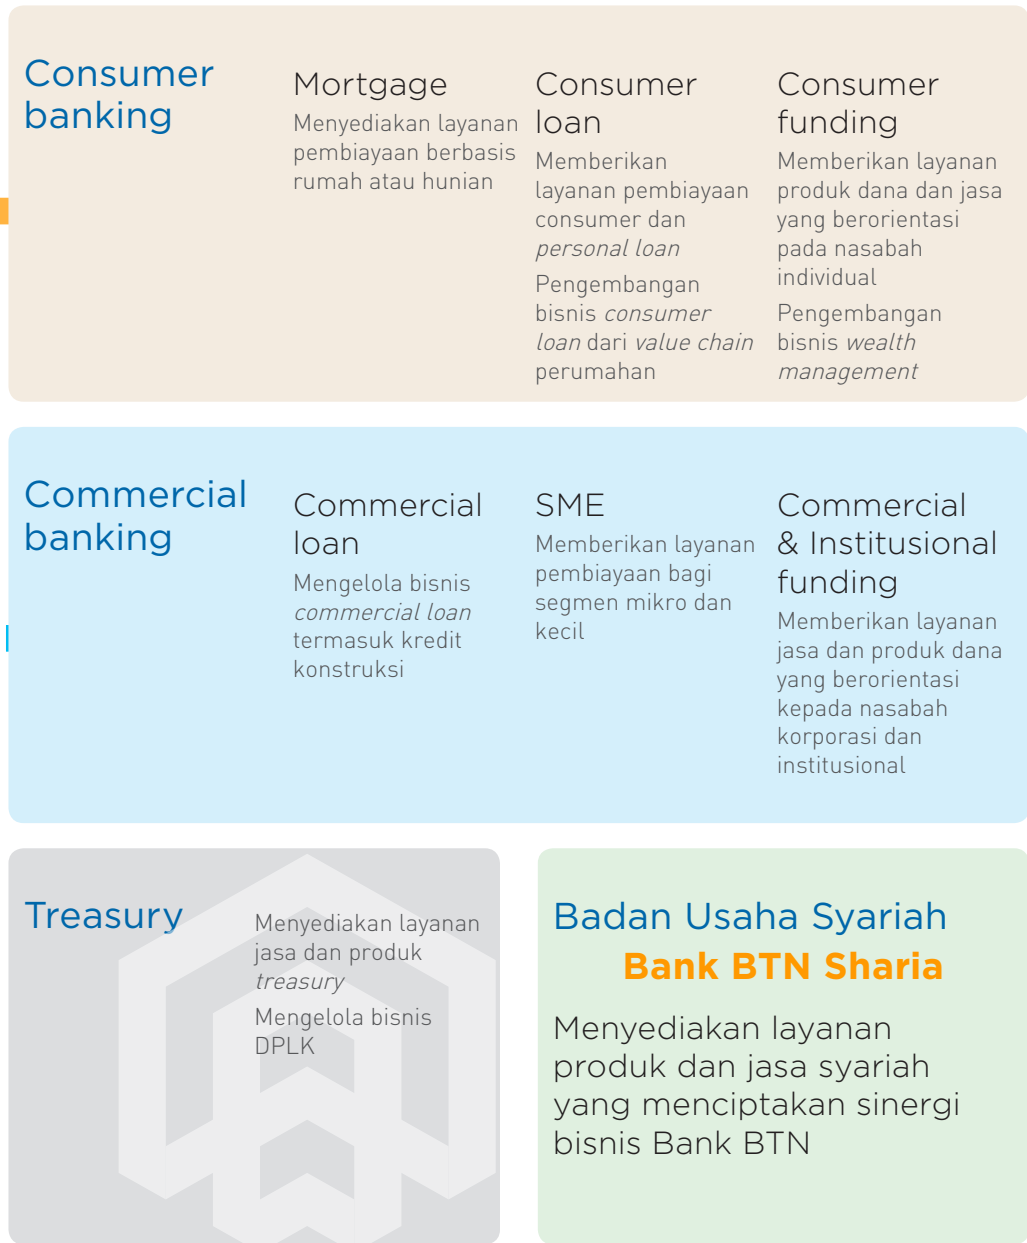 Consumer
banking
Mortgage
Menyediakan layanan
pembiayaan berbasis
rumah atau hunian
Consumer
loan
Memberikan
layanan pembiayaan
consumer dan
personal loan
Pengembangan
bisnis consumer
loan dari value chain
perumahan
Consumer
funding
Memberikan layanan
produk dana dan jasa
yang berorientasi
pada nasabah
individual
Pengembangan
bisnis wealth
management
Commercial
banking
Commercial
loan
Mengelola bisnis
commercial loan
termasuk kredit
konstruksi
SME
Memberikan layanan
pembiayaan bagi
segmen mikro dan
kecil
Commercial
& Institusional
funding
Memberikan layanan
jasa dan produk dana
yang berorientasi
kepada nasabah
korporasi dan
institusional
Treasury
Menyediakan layanan
jasa dan produk
treasury
Mengelola bisnis
DPLK
Badan Usaha Syariah
Bank BTN Sharia
Menyediakan layanan
produk dan jasa syariah
yang menciptakan sinergi
bisnis Bank BTN